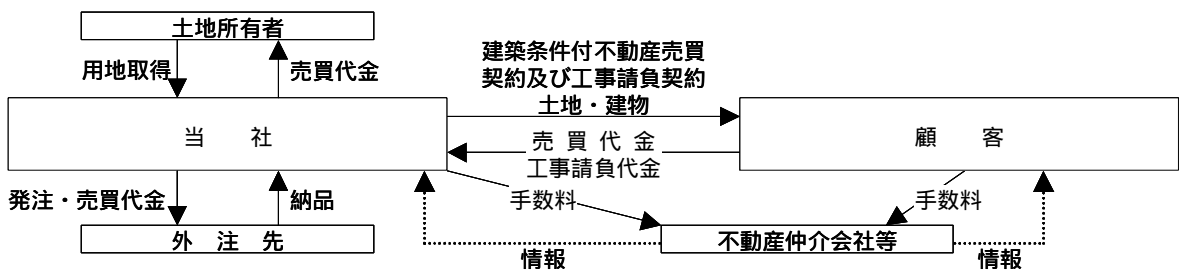 土地所有者
用地取得
売買代金
建築条件付不動産売買
契約及び工事請負契約
土地・建物
当社
売買代金
工事請負代金
顧客
発注・売買代金
納品
手数料
手数料
外注先
不動産仲介会社等
情報
情報